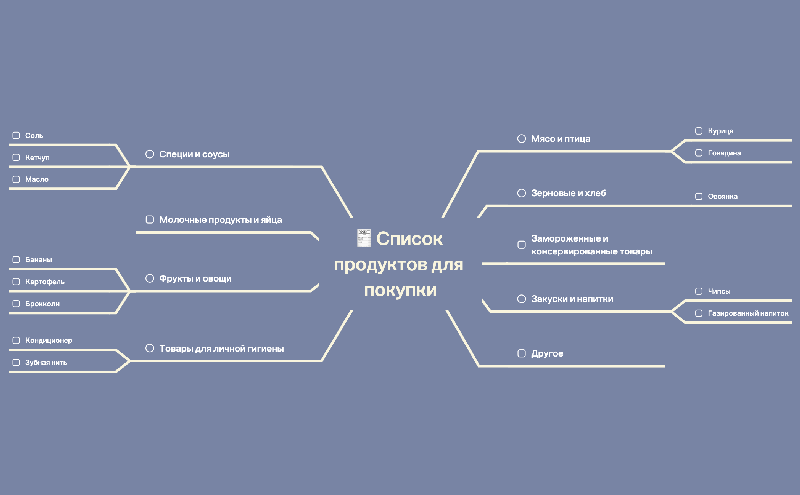 Список
продуктов для
покупки
Специи и соусы
Соль
Кетчуп
Масло
Молочные продукты и яйца
Фрукты и овощи
Бананы
Картофель
Брокколи
Товары для личной гигиены
Кондиционер
Зубная нить
Мясо и птица
Курица
Говядина
Зерновые и хлеб
Овсянка
Замороженные и
консервированные товары
Закуски и напитки
Чипсы
Газированный напиток
Другое